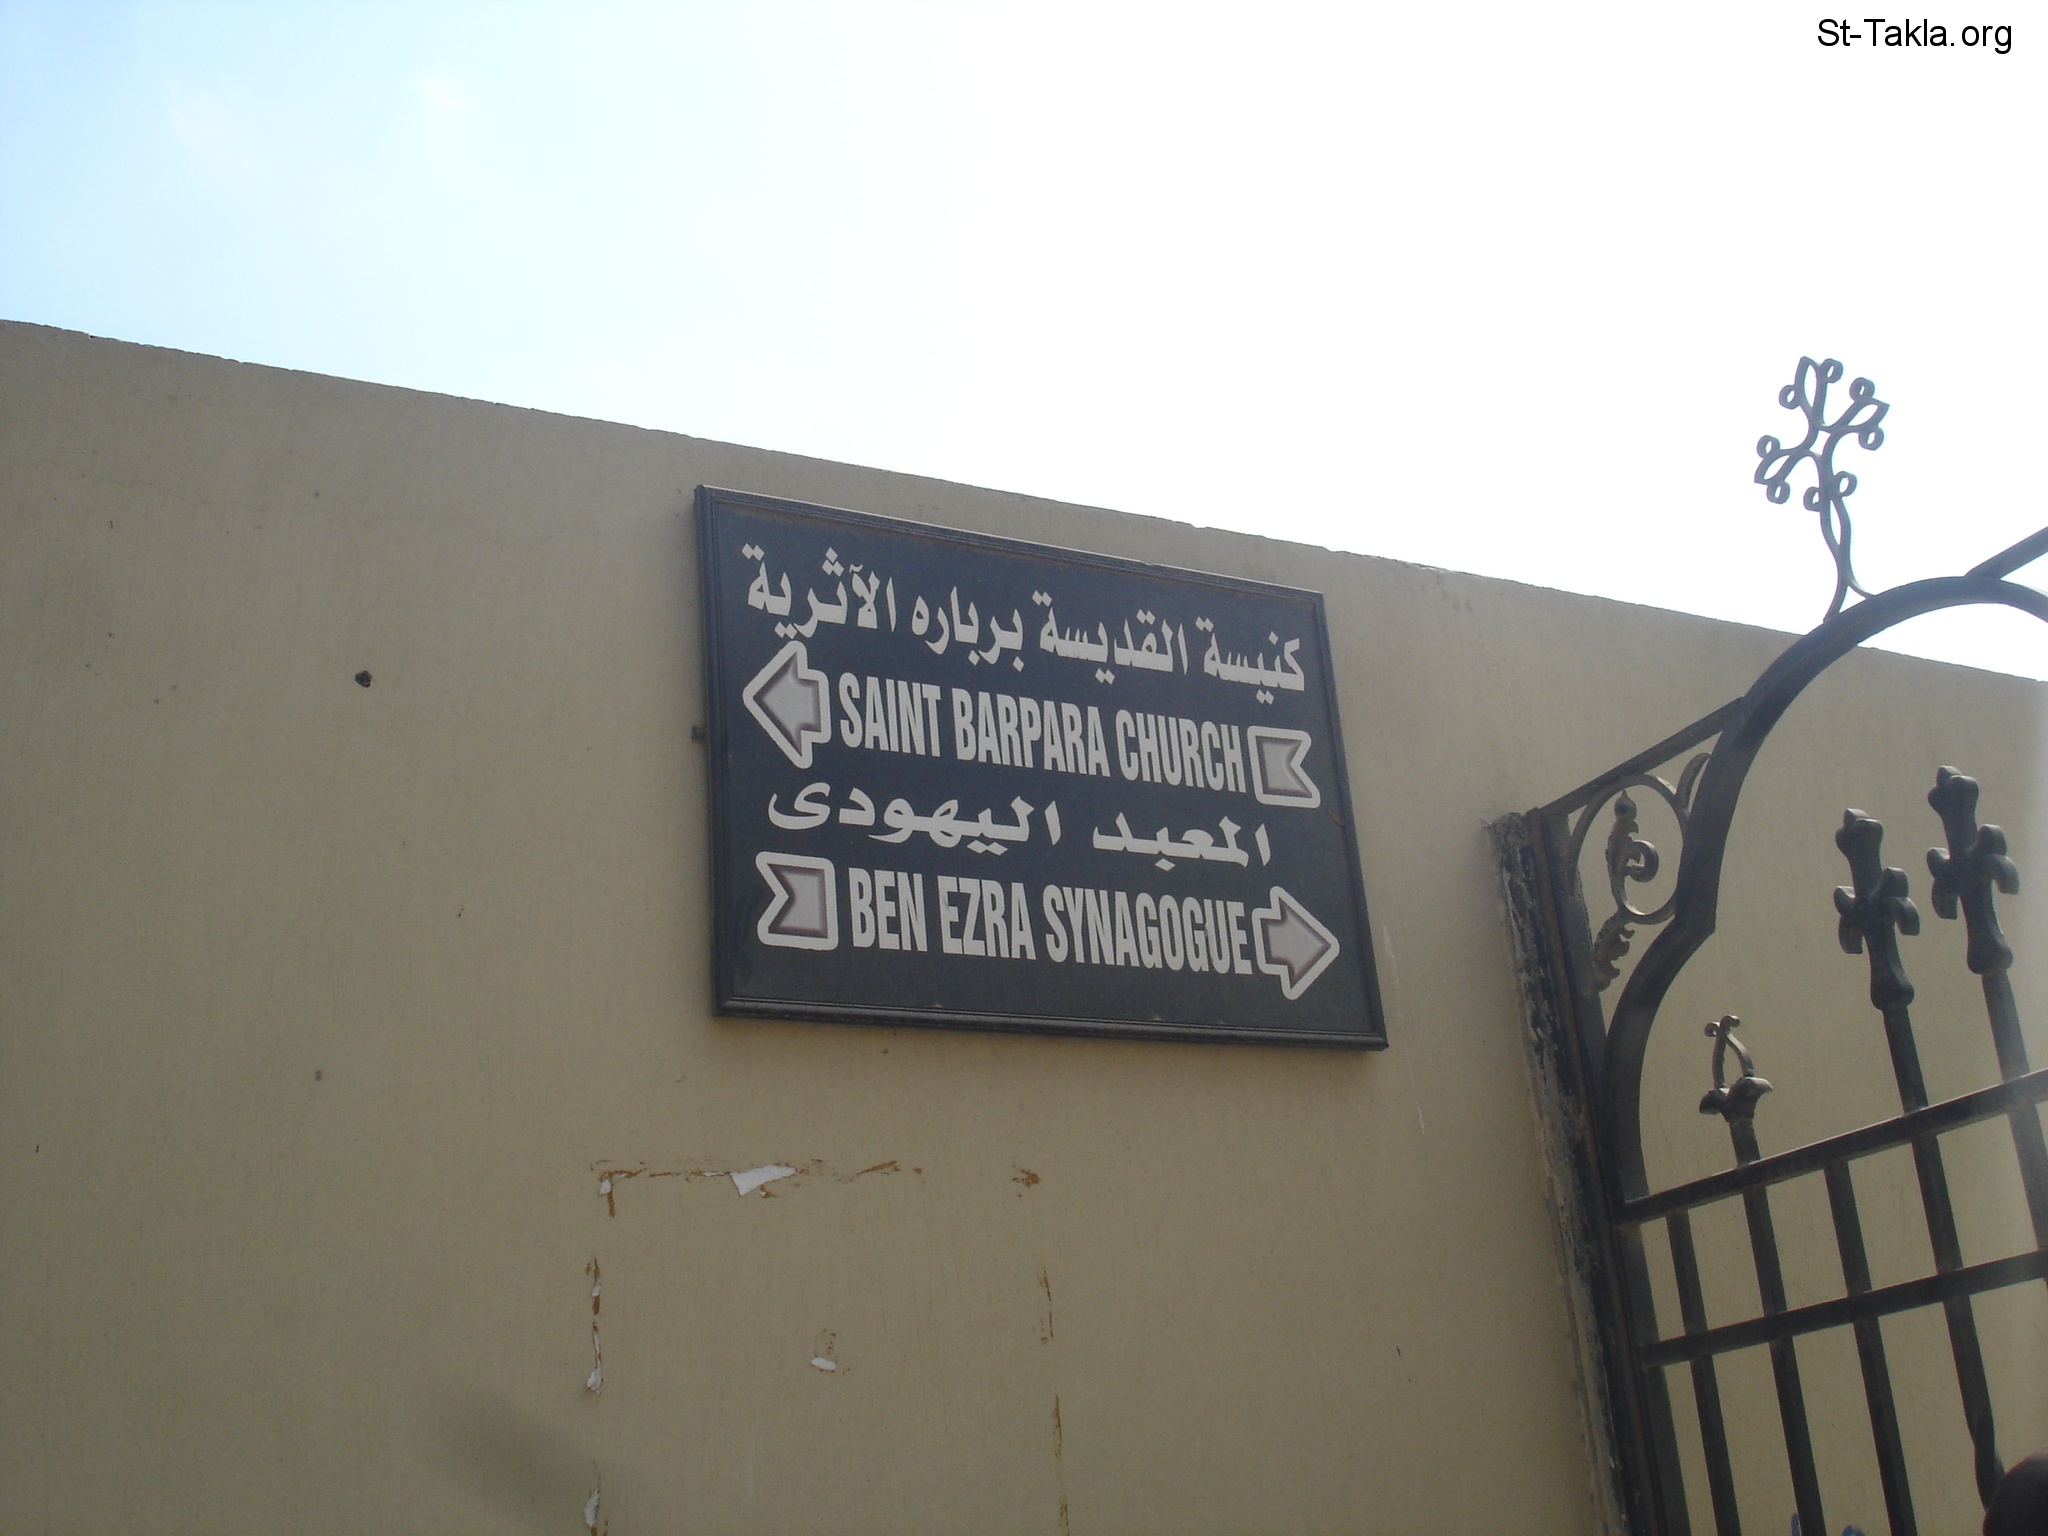 St-Takla.org
كنيسة القديسة برباره الآثرية
SAINT BARPARA CHURCH
المعبد اليهودى
BEN EZRA SYNAGOGUE